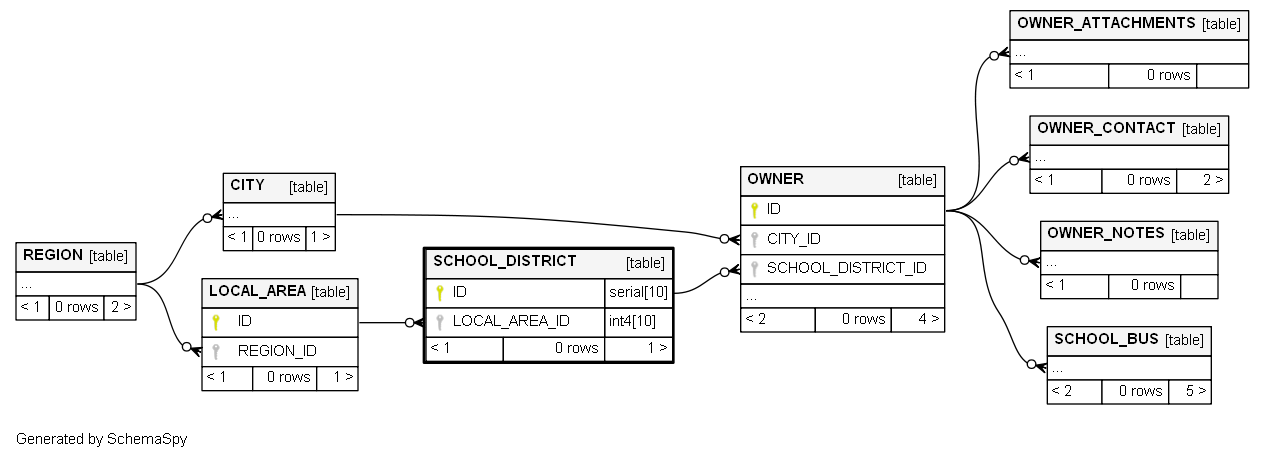 OWNER_ATTACHMENTS [table]
...
< 1 0 rows
OWNER_CONTACT [table]
...
< 1 0 rows 2 >
CITY [table]
...
< 1 0 rows 1 >
OWNER [table]
ID
CITY_ID
SCHOOL_DISTRICT_ID
...
< 2 0 rows 4 >
OWNER_NOTES [table]
...
< 1 0 rows
REGION [table]
...
< 1 0 rows 2 >
LOCAL_AREA [table]
ID
REGION_ID
< 1 0 rows 1 >
SCHOOL_DISTRICT [table]
ID serial[10]
LOCAL_AREA_ID int4[10]
< 1 0 rows 1 >
SCHOOL_BUS [table]
...
< 2 0 rows 5 >
Generated by SchemaSpy